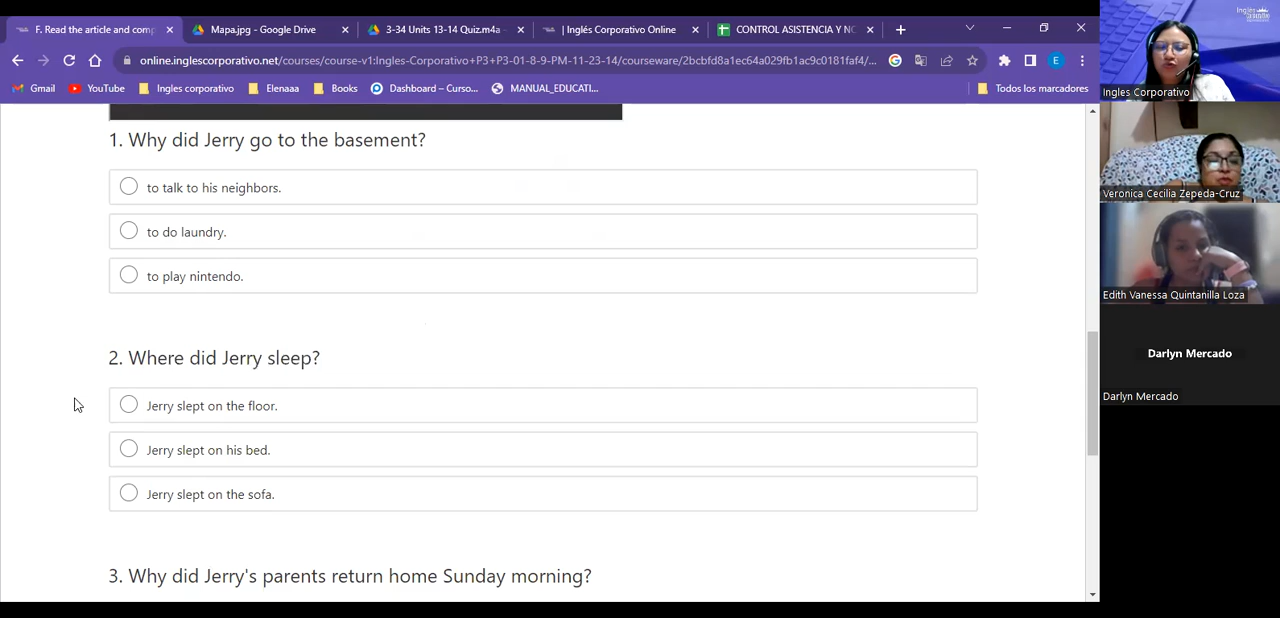 F. Read the article and comp
Mapa.jpg - Google Drive
3-34 Units 13-14 Quiz.m4a -
| Inglés Corporativo Online
CONTROL ASISTENCIA Y NO
online.inglescorporativo.net/courses/course-v1:Ingles-Corporativo+P3+P3-01-8-9-PM-11-23-14/courseware/2bcbfd8a1ec64a029fb1ac9c0181faf4/...
E
Gmail
YouTube
Ingles corporativo
Elenaaa
Books
Dashboard – Curso...
MANUAL_EDUCATI...
Todos los marcadores
1. Why did Jerry go to the basement?
to talk to his neighbors.
to do laundry.
to play nintendo.
2. Where did Jerry sleep?
Jerry slept on the floor.
Jerry slept on his bed.
Jerry slept on the sofa.
3. Why did Jerry's parents return home Sunday morning?
Ingles Corporativo
Veronica Cecilia Zepeda-Cruz
Edith Vanessa Quintanilla Loza
Darlyn Mercado
Darlyn Mercado